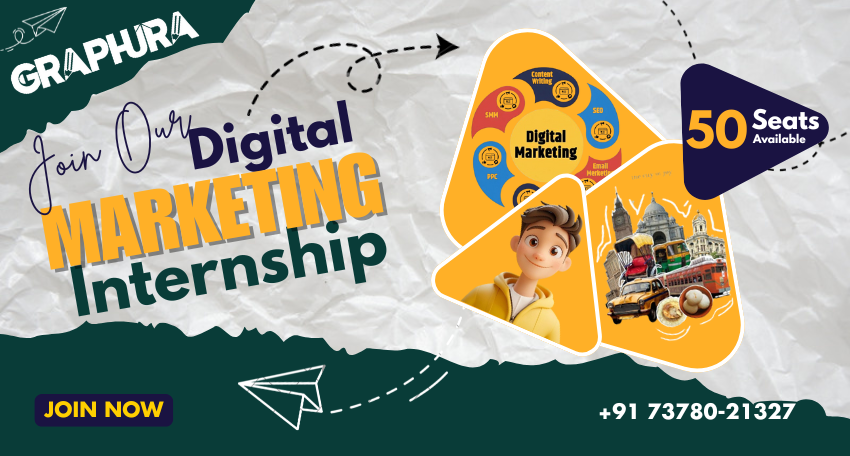 GRAPHURA
Join Our
Digital
MARKETING
Internship
Content
Writing
SMM
SEO
Digital
Marketing
PPC
Email
50 Seats
Available
JOIN NOW
+91 73780-21327